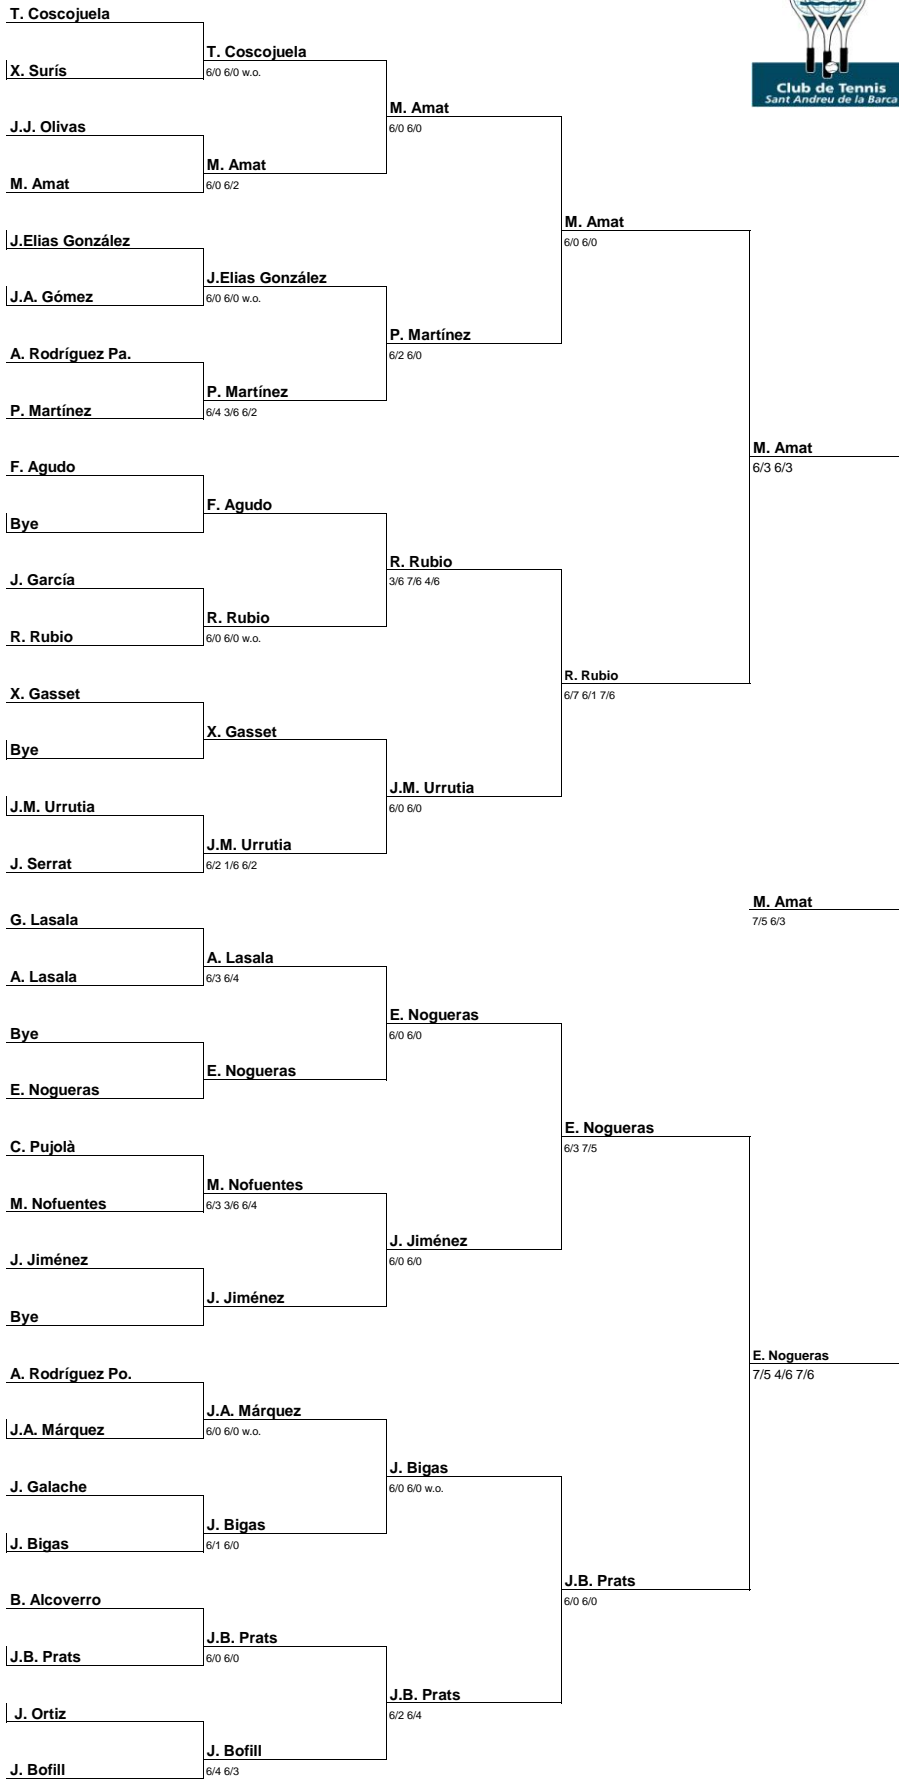 T. Coscojuela
T. Coscojuela
X. Surís
6/0 6/0 w.o.
Club de Tennis
Sant Andreu de la Barca
M. Amat
J.J. Olivas
6/0 6/0
M. Amat
M. Amat
6/0 6/2
M. Amat
J.Elias González
6/0 6/0
J.Elias González
J.A. Gómez
6/0 6/0 w.o.
P. Martínez
A. Rodríguez Pa.
6/2 6/0
P. Martínez
P. Martínez
6/4 3/6 6/2
M. Amat
F. Agudo
6/3 6/3
F. Agudo
Bye
R. Rubio
J. García
3/6 7/6 4/6
R. Rubio
R. Rubio
6/0 6/0 w.o.
R. Rubio
X. Gasset
6/7 6/1 7/6
X. Gasset
Bye
J.M. Urrutia
J.M. Urrutia
6/0 6/0
J.M. Urrutia
J. Serrat
6/2 1/6 6/2
M. Amat
G. Lasala
7/5 6/3
A. Lasala
A. Lasala
6/3 6/4
E. Nogueras
Bye
6/0 6/0
E. Nogueras
E. Nogueras
E. Nogueras
C. Pujolà
6/3 7/5
M. Nofuentes
M. Nofuentes
6/3 3/6 6/4
J. Jiménez
J. Jiménez
6/0 6/0
J. Jiménez
Bye
E. Nogueras
A. Rodríguez Po.
7/5 4/6 7/6
J.A. Márquez
J.A. Márquez
6/0 6/0 w.o.
J. Bigas
J. Galache
6/0 6/0 w.o.
J. Bigas
J. Bigas
6/1 6/0
J.B. Prats
B. Alcoverro
6/0 6/0
J.B. Prats
J.B. Prats
6/0 6/0
J.B. Prats
J. Ortiz
6/2 6/4
J. Bofill
J. Bofill
6/4 6/3